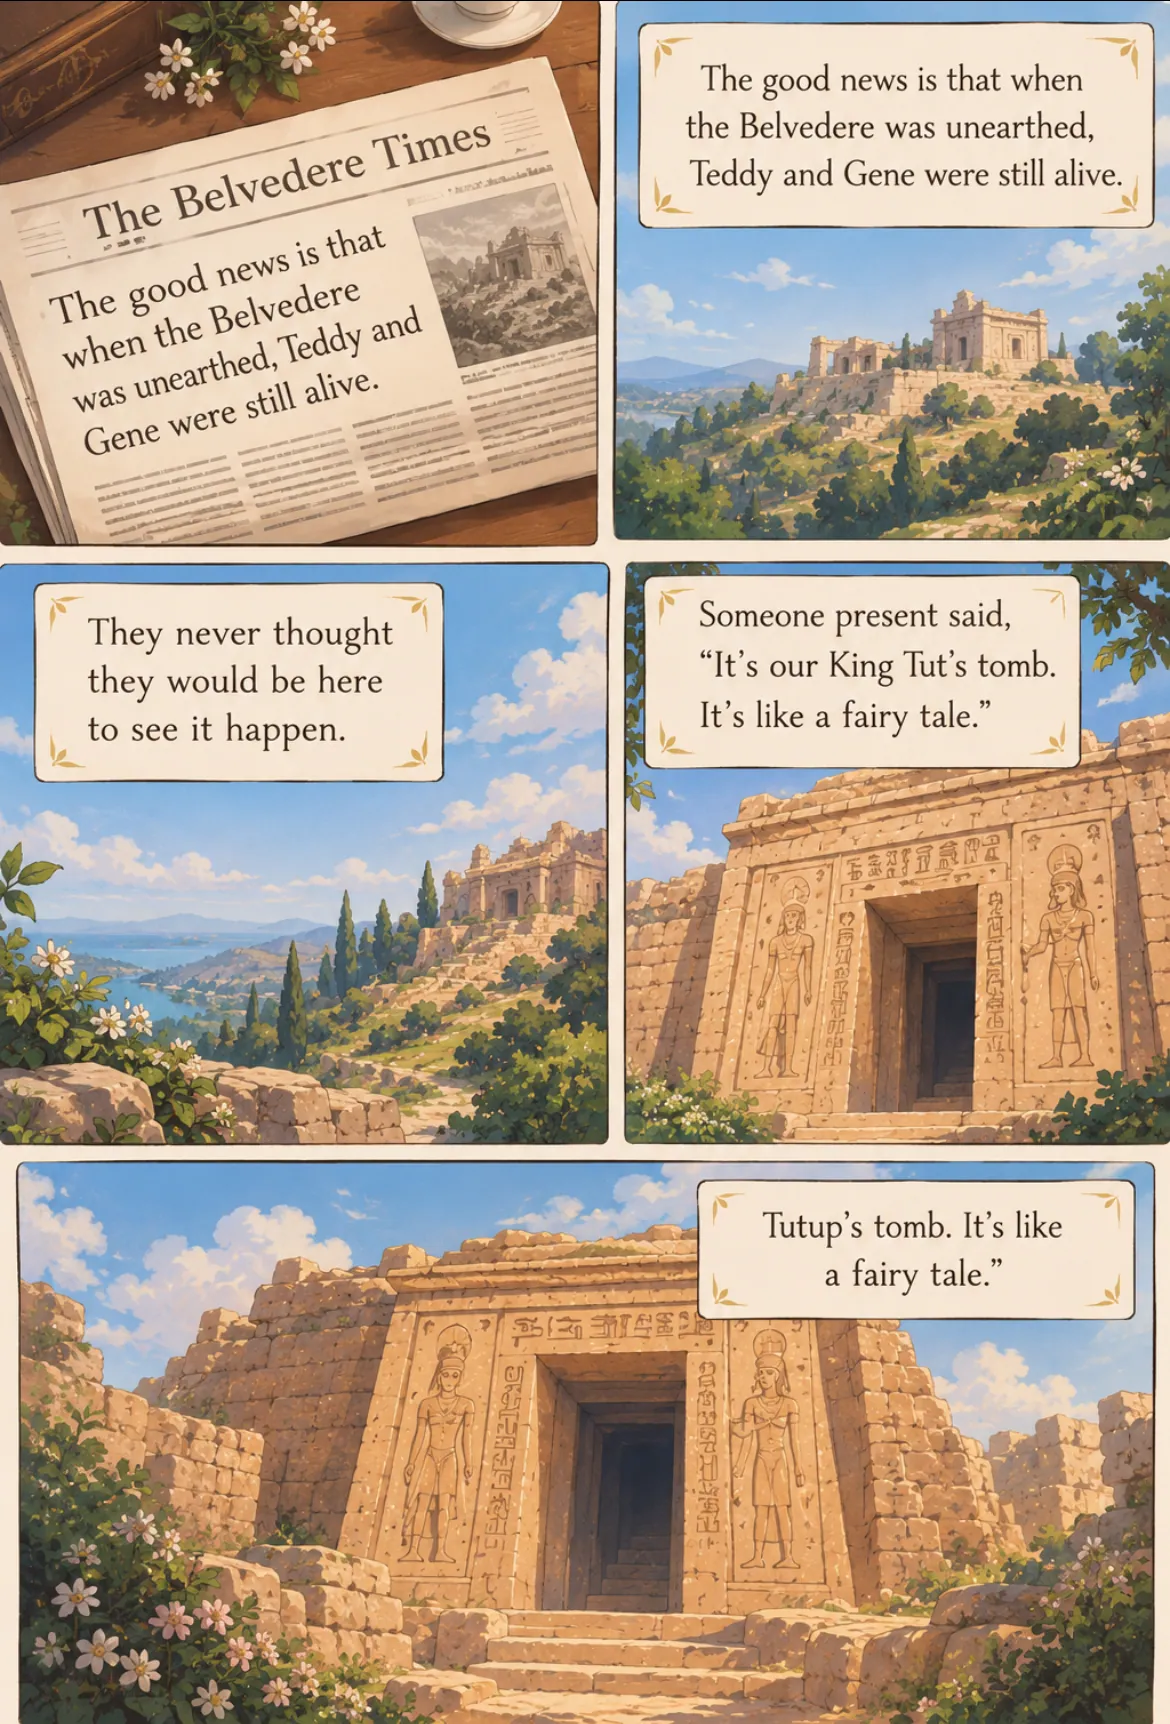 The Belvedere Times
The good news is that
when the Belvedere
was unearthed, Teddy and
Gene were still alive.
The good news is that when
the Belvedere was unearthed,
Teddy and Gene were still alive.
They never thought
they would be here
to see it happen.
Someone present said,
“It’s our King Tut’s tomb.
It’s like a fairy tale.”
Tutup’s tomb. It’s like
a fairy tale.”